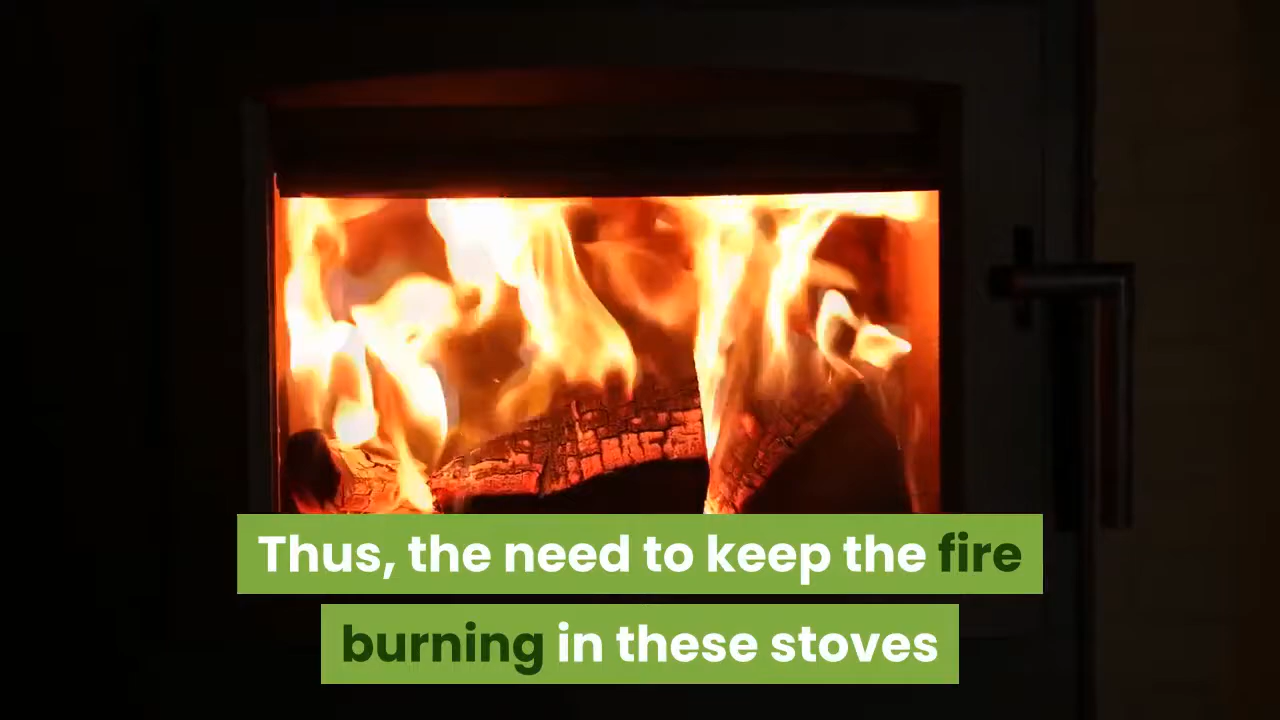 Thus, the need to keep the fire
burning in these stoves